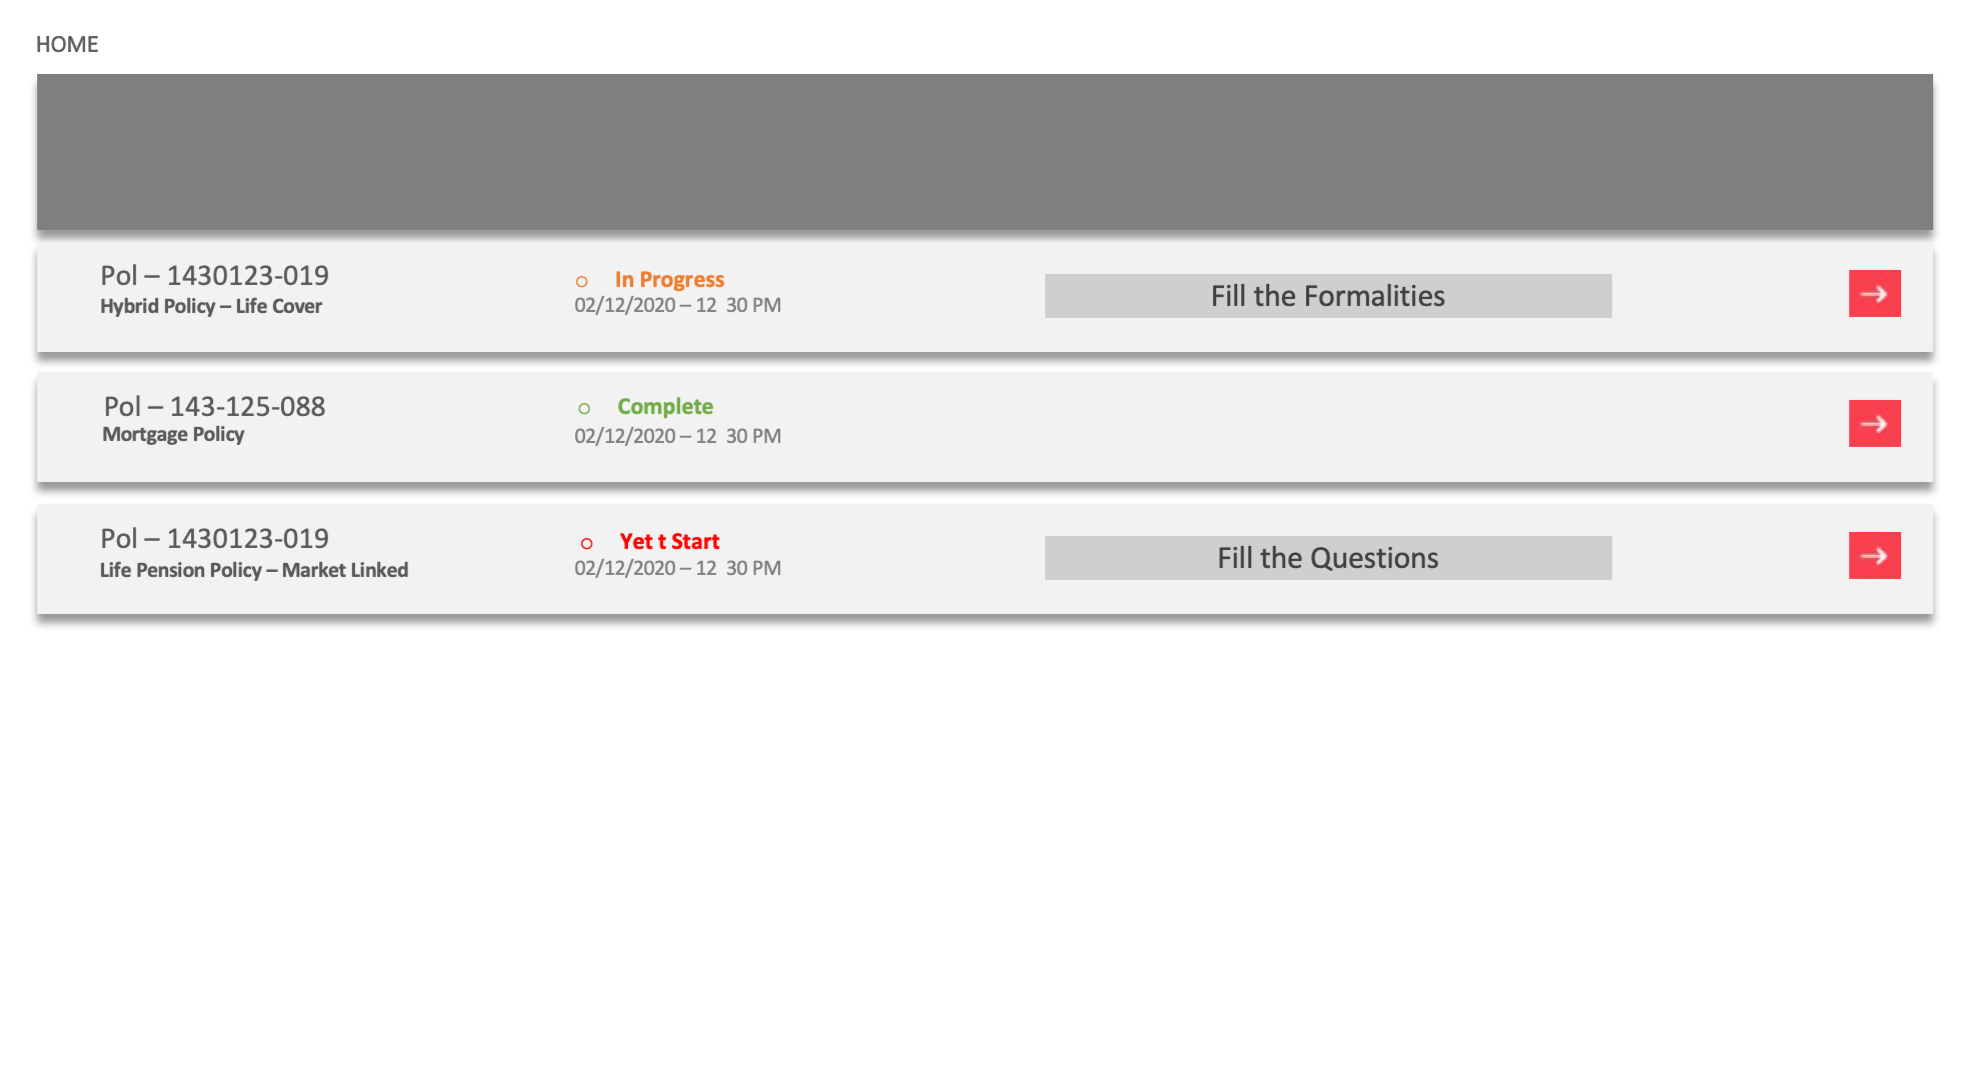 HOME
Pol – 1430123-019
Hybrid Policy – Life Cover
In Progress
02/12/2020 – 12 30 PM
Fill the Formalities
Pol – 143-125-088
Mortgage Policy
Complete
02/12/2020 – 12 30 PM
Pol – 1430123-019
Life Pension Policy – Market Linked
Yet t Start
02/12/2020 – 12 30 PM
Fill the Questions